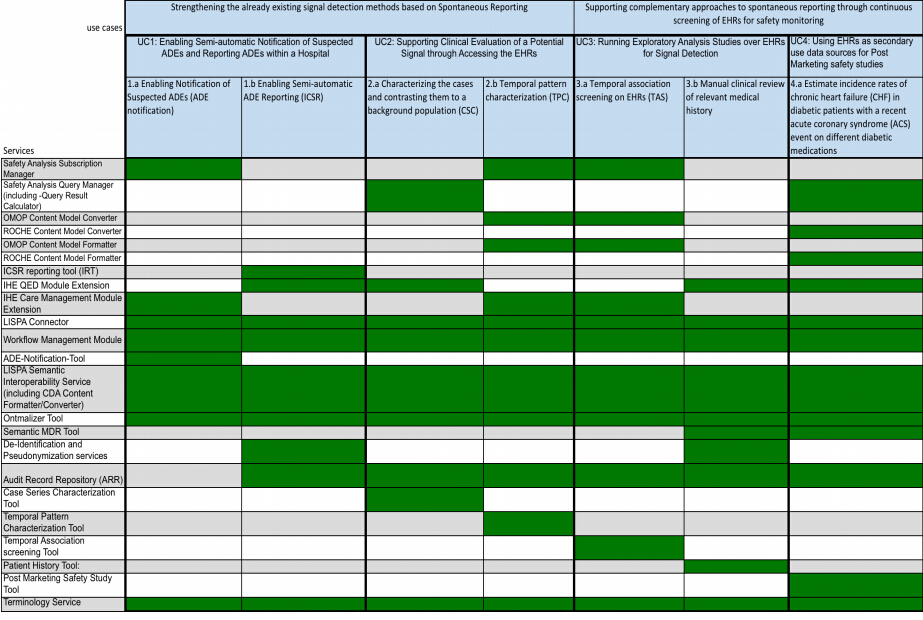 Strengthening the already existing signal detection methods based on Spontaneous Reporting
Supporting complementary approaches to spontaneous reporting through continuous
screening of EHRs for safety monitoring
use cases
UC1: Enabling Semi-automatic Notification of Suspected
ADEs and Reporting ADEs within a Hospital
UC2: Supporting Clinical Evaluation of a Potential
Signal through Accessing the EHRs
UC3: Running Exploratory Analysis Studies over EHRs
for Signal Detection
UC4: Using EHRs as secondary
use data sources for Post
Marketing safety studies
1.a Enabling Notification of
Suspected ADEs (ADE
notification)
1.b Enabling Semi-automatic
ADE Reporting (ICSR)
2.a Characterizing the cases
and contrasting them to a
background population (CSC)
2.b Temporal pattern
characterization (TPC)
3.a Temporal association
screening on EHRs (TAS)
3.b Manual clinical review
of relevant medical
history
4.a Estimate incidence rates of
chronic heart failure (CHF) in
diabetic patients with a recent
acute coronary syndrome (ACS)
event on different diabetic
medications
Services
Safety Analysis Subscription
Manager
Safety Analysis Query Manager
(including -Query Result
Calculator)
OMOP Content Model Converter
ROCHE Content Model Converter
OMOP Content Model Formatter
ROCHE Content Model Formatter
ICSR reporting tool (IRT)
IHE QED Module Extension
IHE Care Management Module
Extension
LISPA Connector
Workflow Management Module
ADE-Notification-Tool
LISPA Semantic
Interoperability Service
(including CDA Content
Formatter/Converter)
Ontmalizer Tool
Semantic MDR Tool
De-Identification and
Pseudonymization services
Audit Record Repository (ARR)
Case Series Characterization
Tool
Temporal Pattern
Characterization Tool
Temporal Association
screening Tool
Patient History Tool:
Post Marketing Safety Study
Tool
Terminology Service